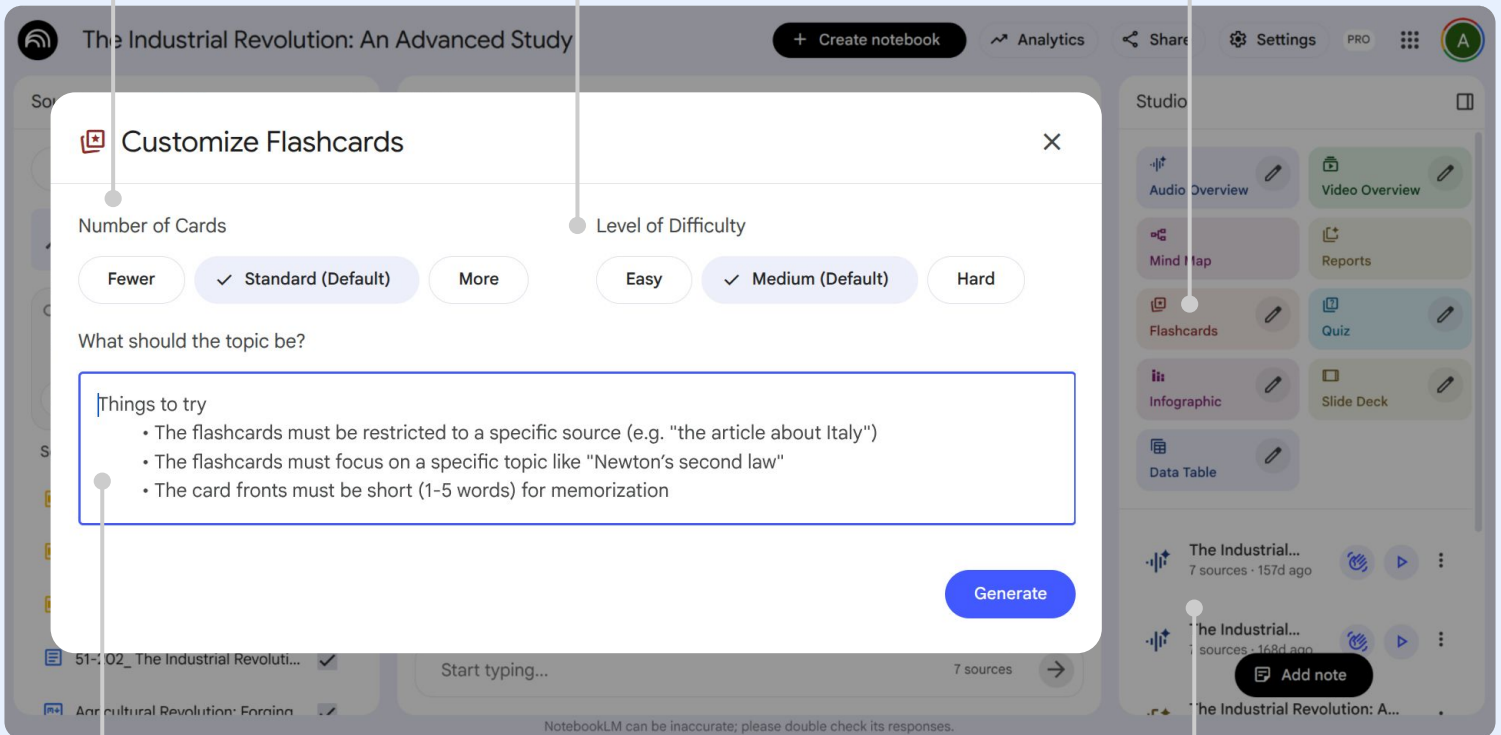 The Industrial Revolution: An Advanced Study
+ Create notebook
Analytics
Share
Settings
PRO
A
Studio
Customize Flashcards
Number of Cards
Level of Difficulty
Fewer
Standard (Default)
More
Easy
Medium (Default)
Hard
What should the topic be?
Things to try
• The flashcards must be restricted to a specific source (e.g. "the article about Italy")
• The flashcards must focus on a specific topic like "Newton’s second law"
• The card fronts must be short (1-5 words) for memorization
Generate
Audio Overview
Video Overview
Mind Map
Reports
Flashcards
Quiz
Infographic
Slide Deck
Data Table
The Industrial...
7 sources · 157d ago
The Industrial...
7 sources · 168d ago
Add note
The Industrial Revolution: A...
51-202_ The Industrial Revoluti...
Agricultural Revolution: Forging
Start typing...
7 sources
NotebookLM can be inaccurate; please double check its responses.